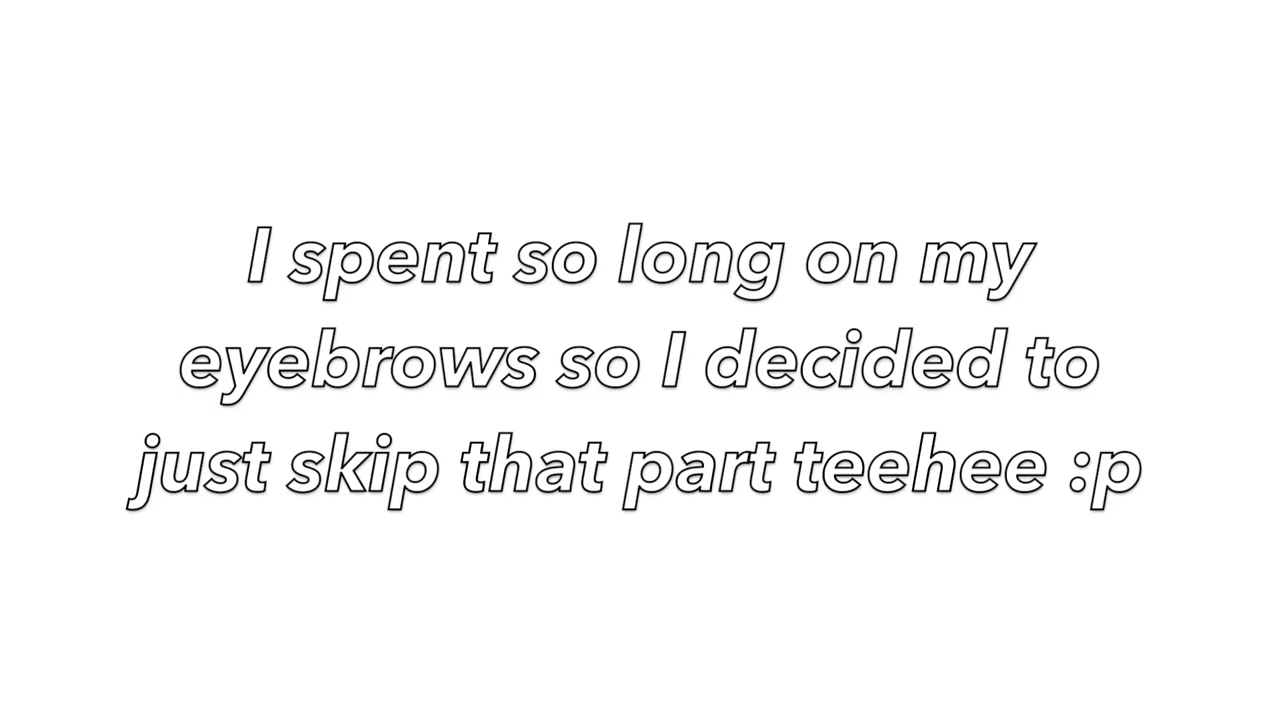 I spent so long on my
eyebrows so I decided to
just skip that part teehee :p